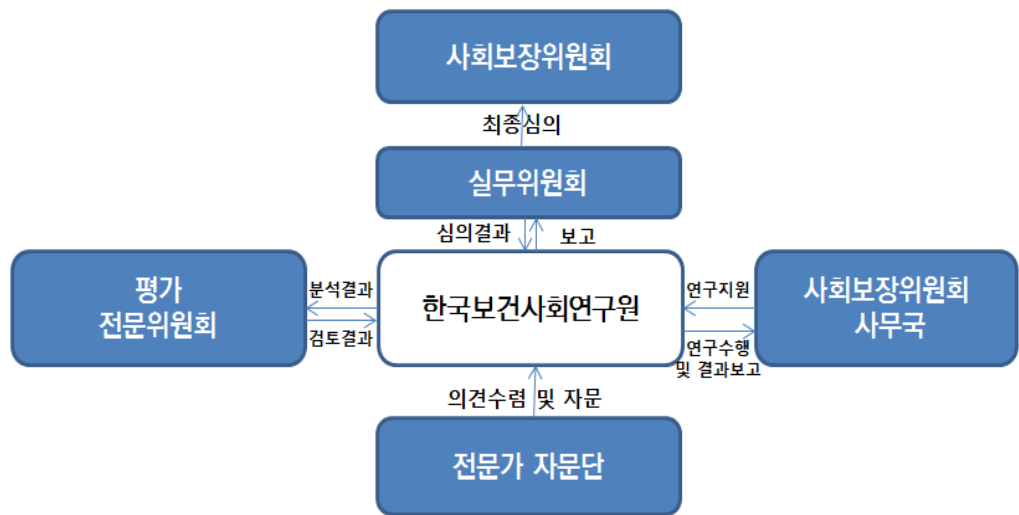 사회보장위원회
최종심의
실무위원회
심의결과
보고
평가
전문위원회
분석결과
검토결과
한국보건사회연구원
연구지원
연구수행
및 결과보고
사회보장위원회
사무국
의견수렴 및 자문
전문가 자문단